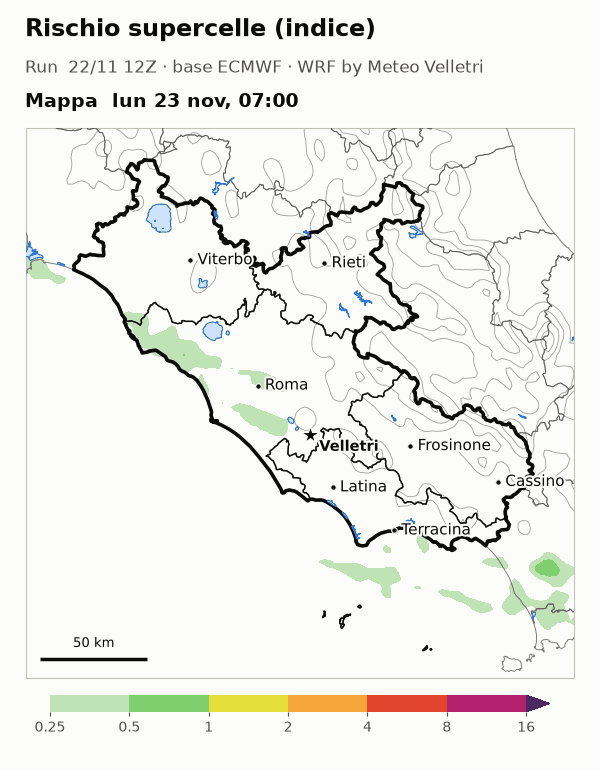 Rischio supercelle (indice)
Run  22/11 12Z · base ECMWF · WRF by Meteo Velletri
Mappa  lun 23 nov, 07:00
Viterbo
Rieti
Roma
Velletri
Frosinone
Cassino
Latina
Terracina
50 km
0.25 0.5 1 2 4 8 16